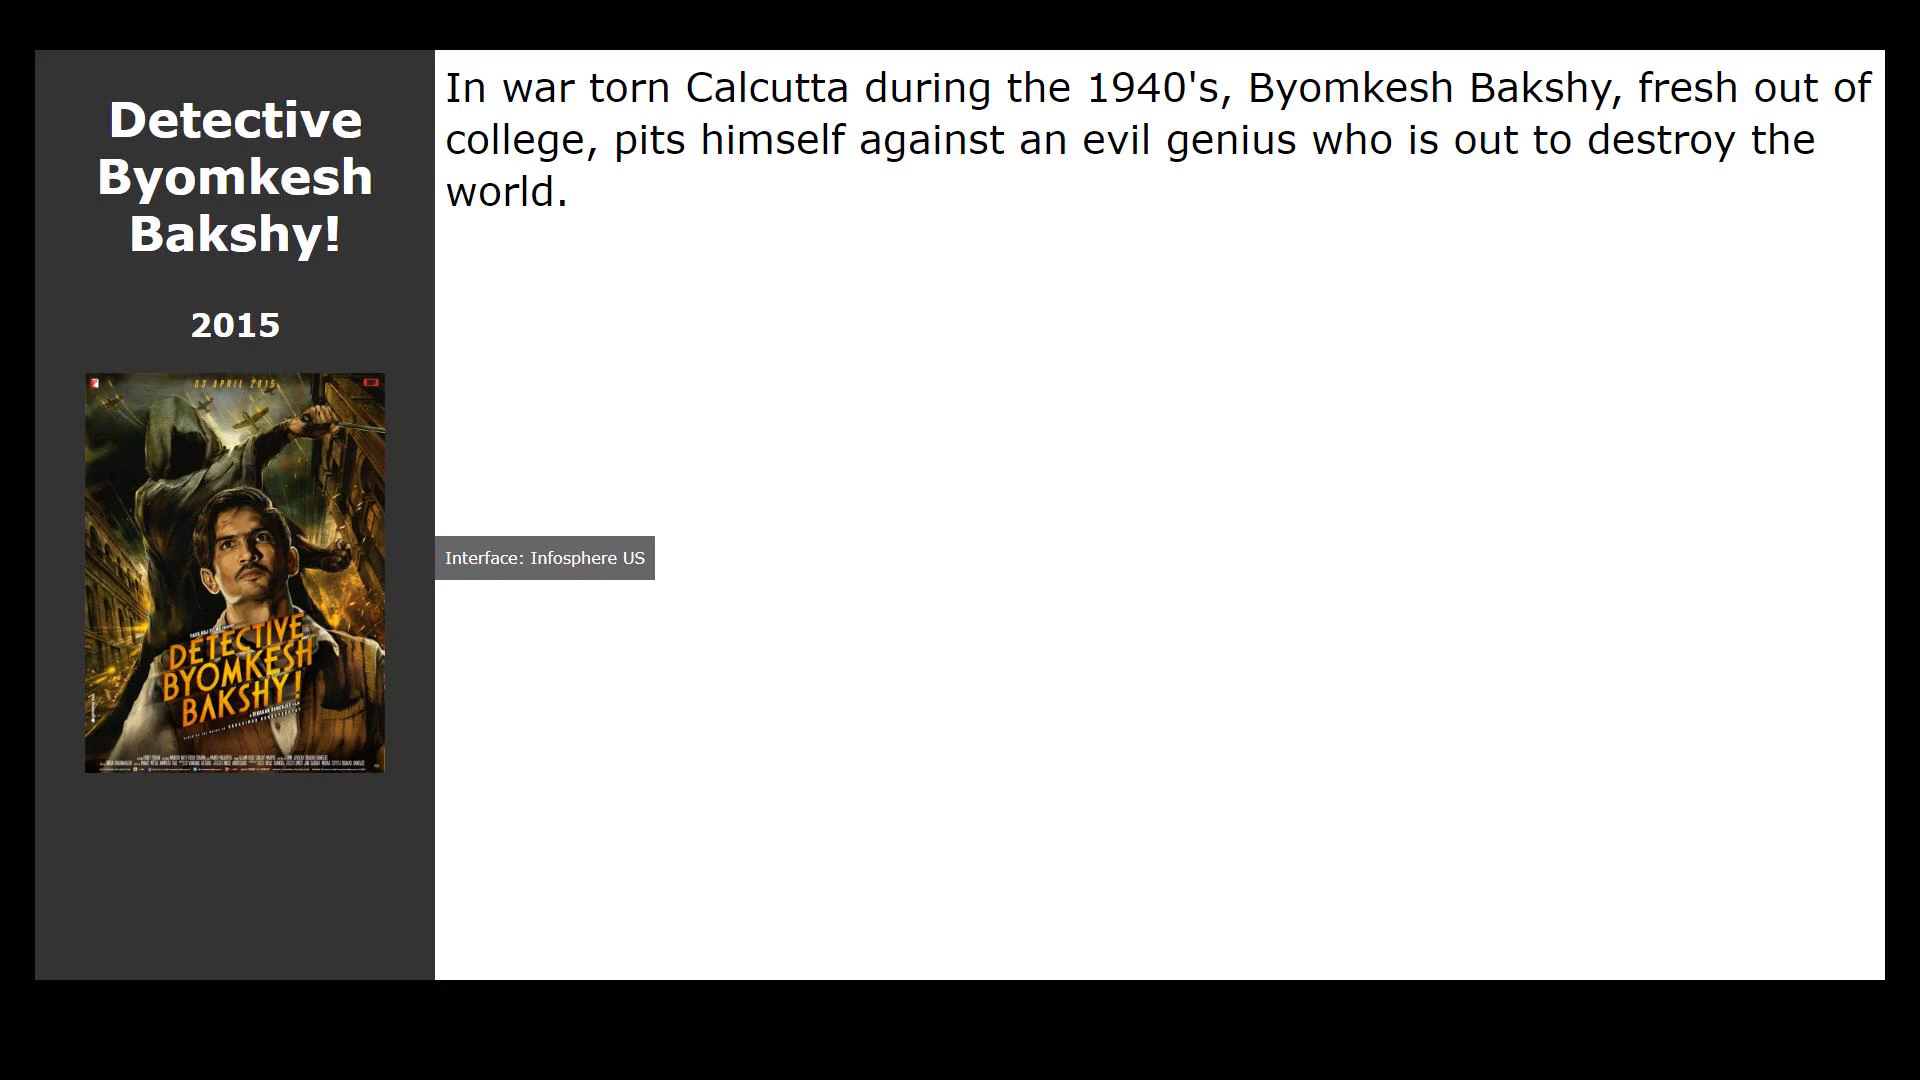 Detective
Byomkesh
Bakshy!
2015
03 APRIL 2015
DETECTIVE
BYOMKESH
BAKSHY!
In war torn Calcutta during the 1940's, Byomkesh Bakshy, fresh out of
college, pits himself against an evil genius who is out to destroy the
world.
Interface: Infosphere US